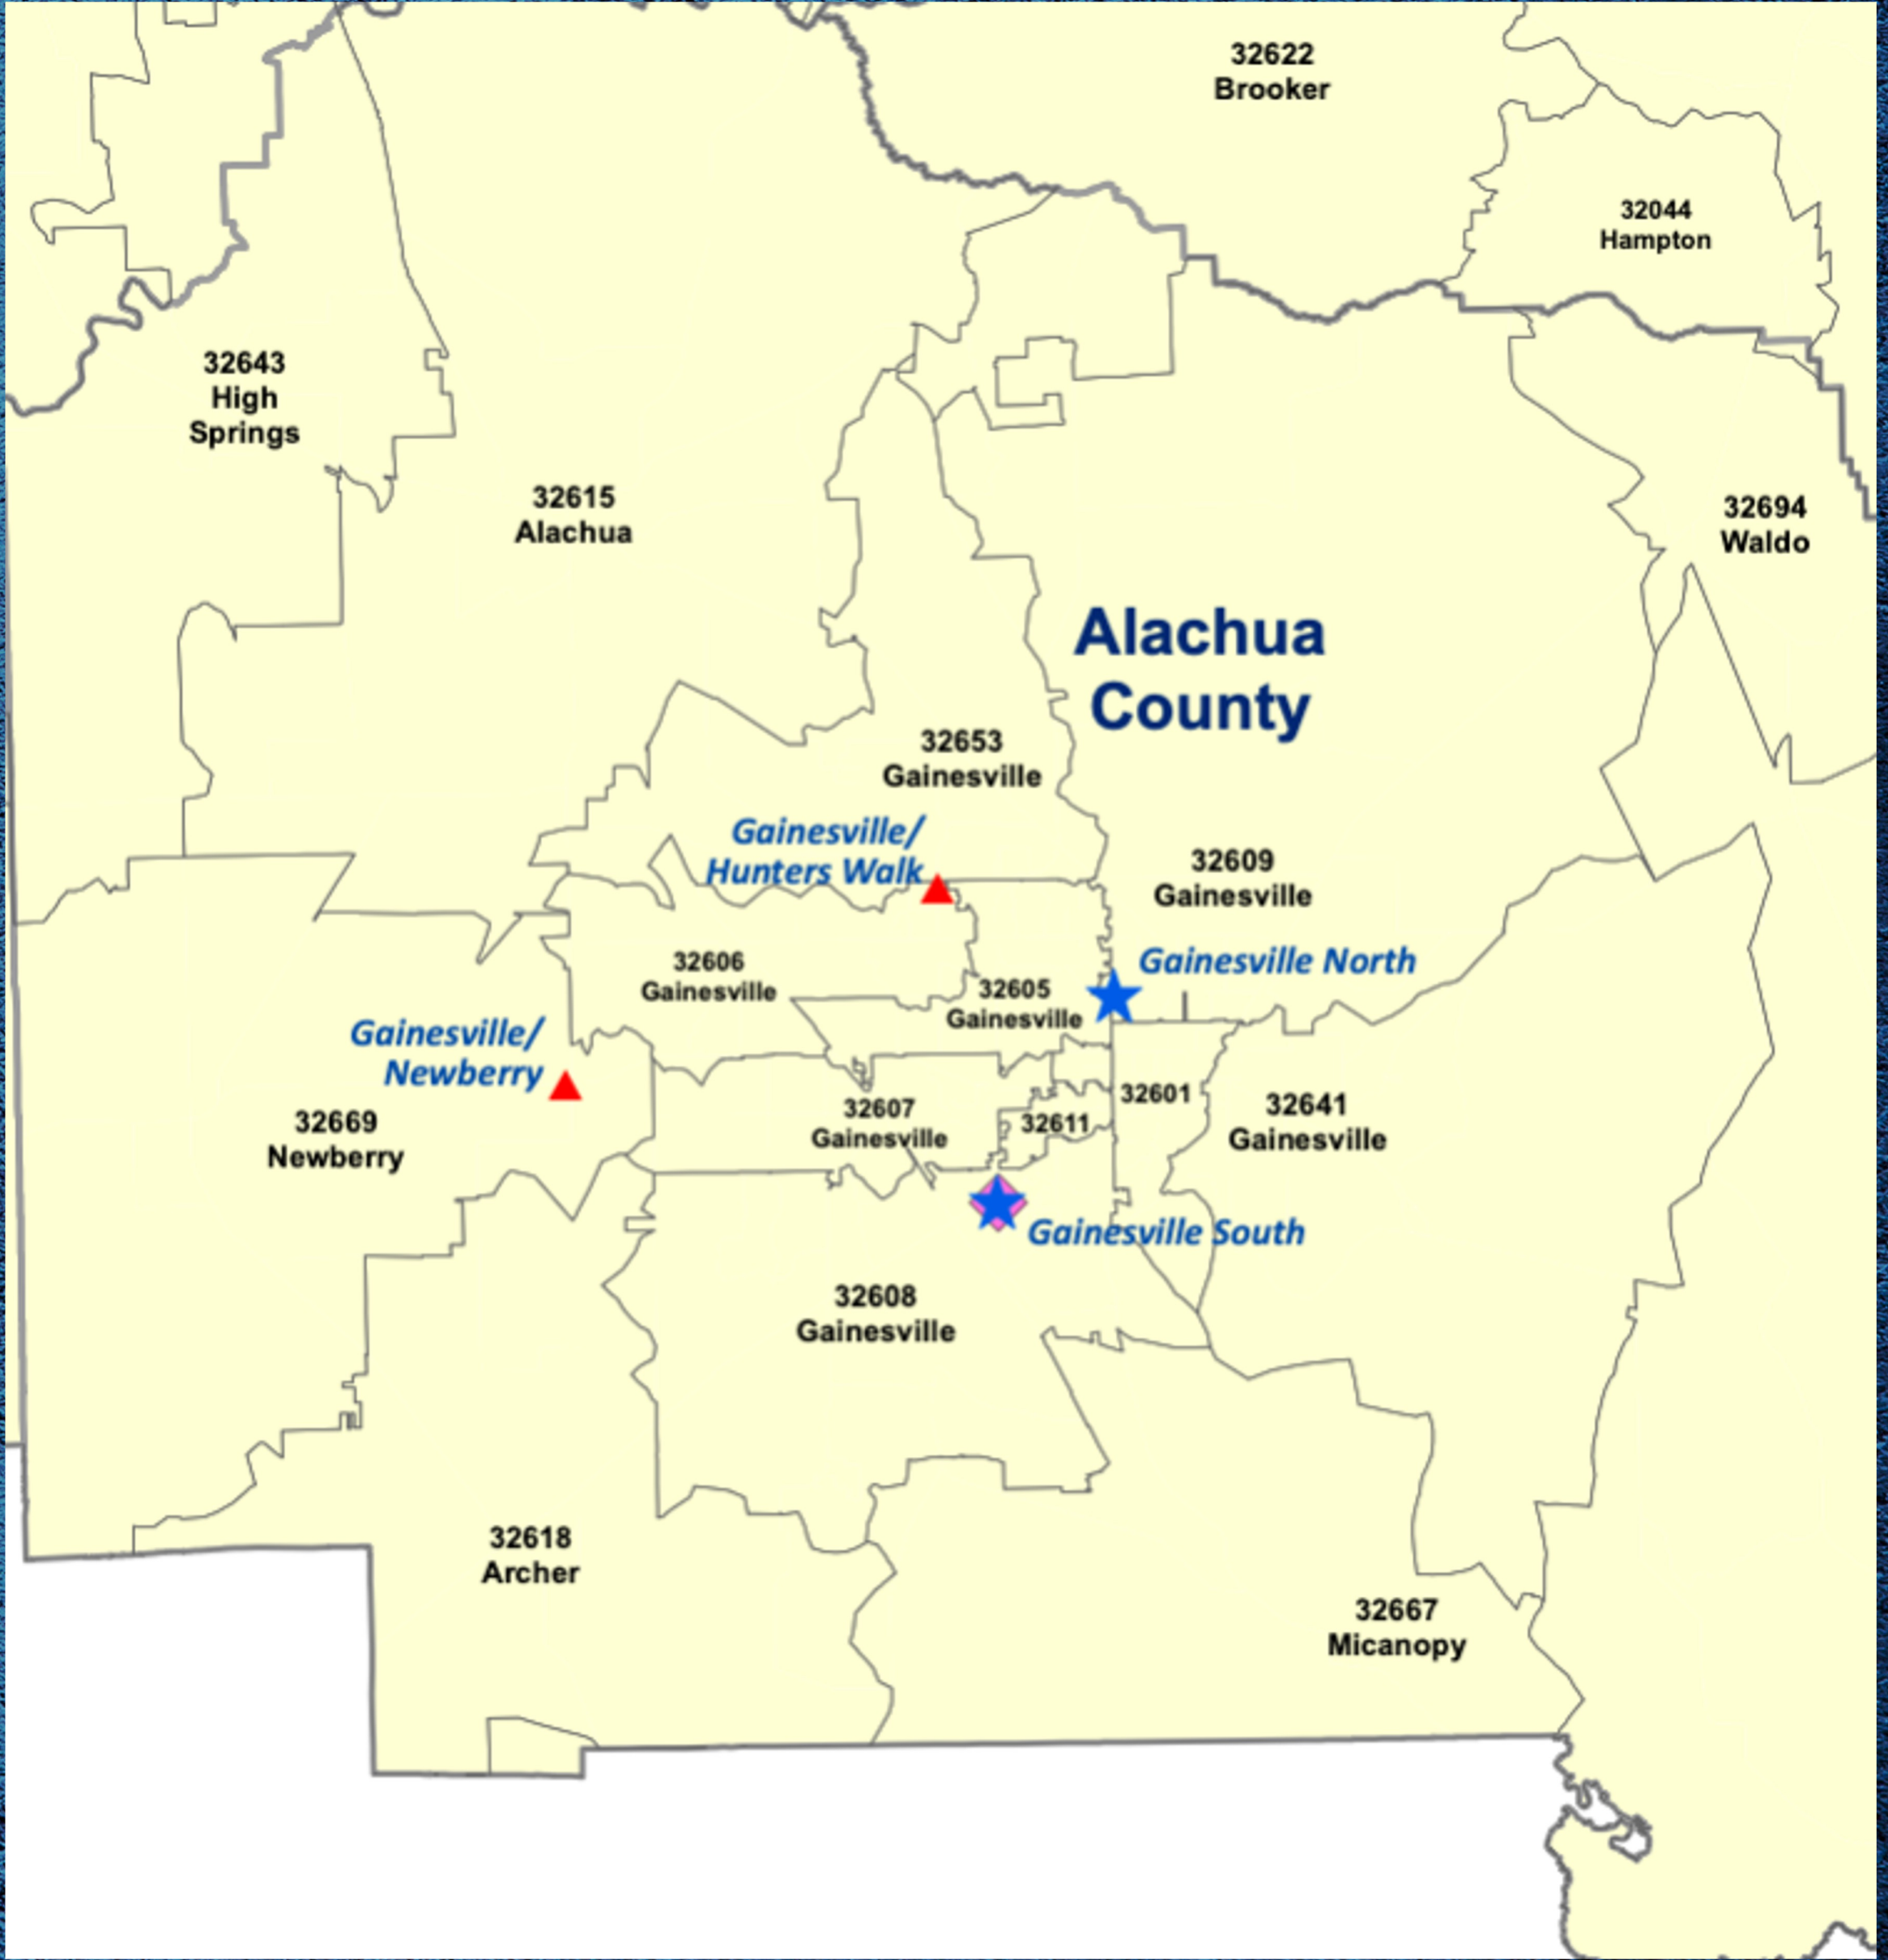 32622
Brooker
32044
Hampton
32643
High
Springs
32615
Alachua
32694
Waldo
Alachua
County
32653
Gainesville
Gainesville/
Hunters Walk
32609
Gainesville
32606
Gainesville
Gainesville North
32605
Gainesville
Gainesville/
Newberry
32669
Newberry
32607
Gainesville
32611
32601
32641
Gainesville
Gainesville South
32608
Gainesville
32618
Archer
32667
Micanopy